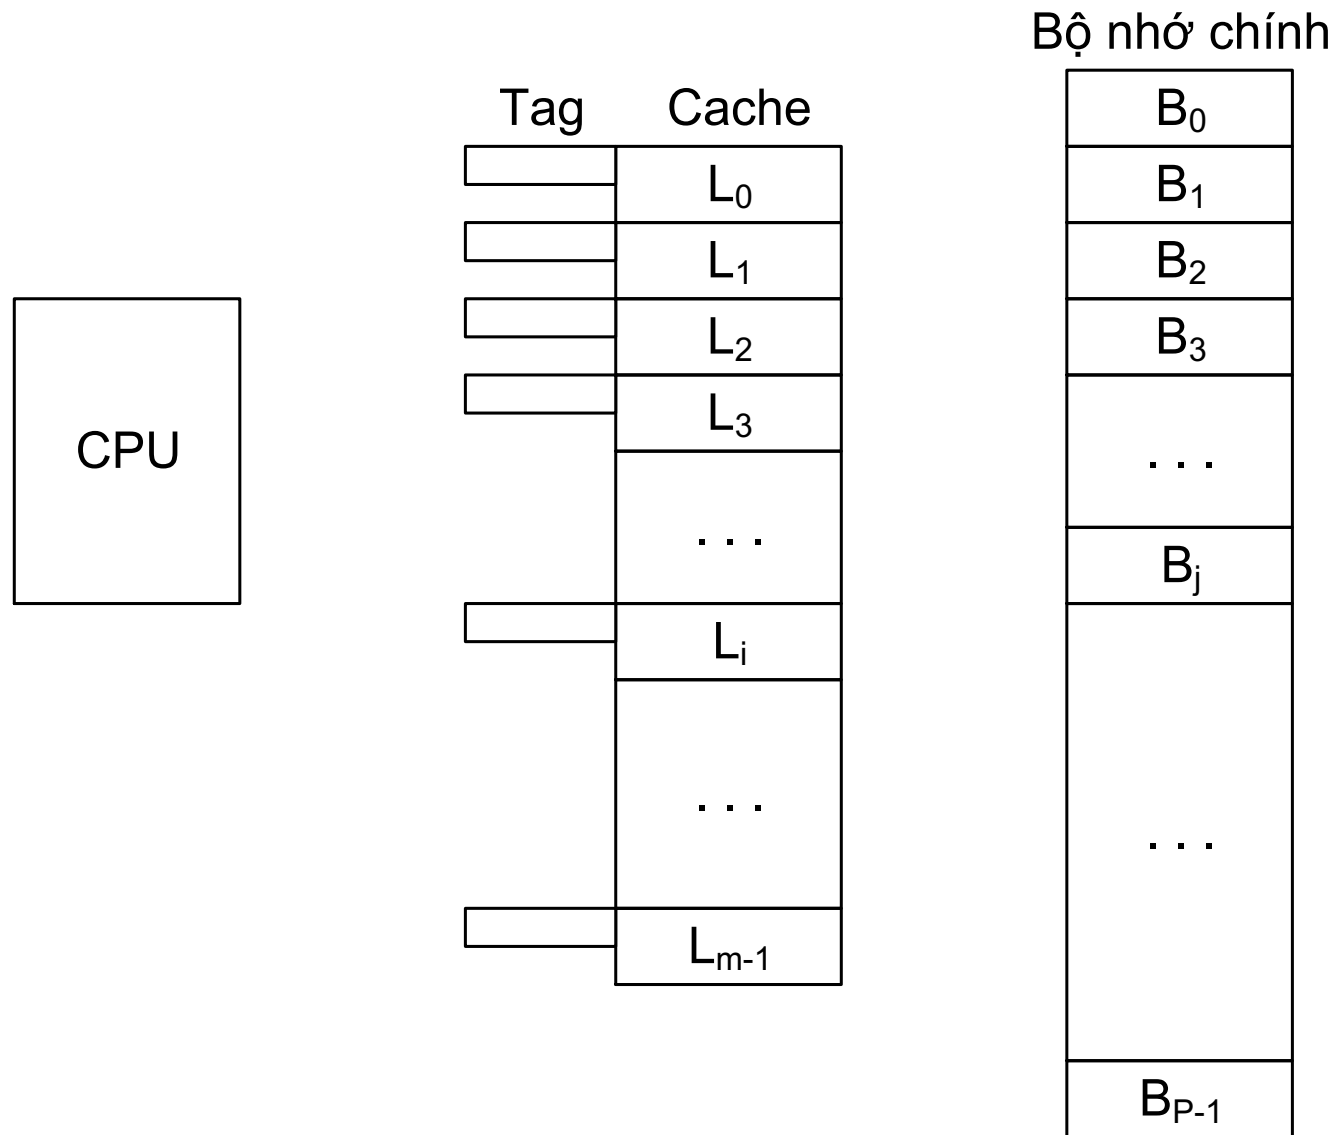 Bộ nhớ chính
Tag Cache
CPU
L₀
L₁
L₂
L₃
. . .
Lᵢ
. . .
Lₘ₋₁
B₀
B₁
B₂
B₃
. . .
Bⱼ
. . .
B_P-1